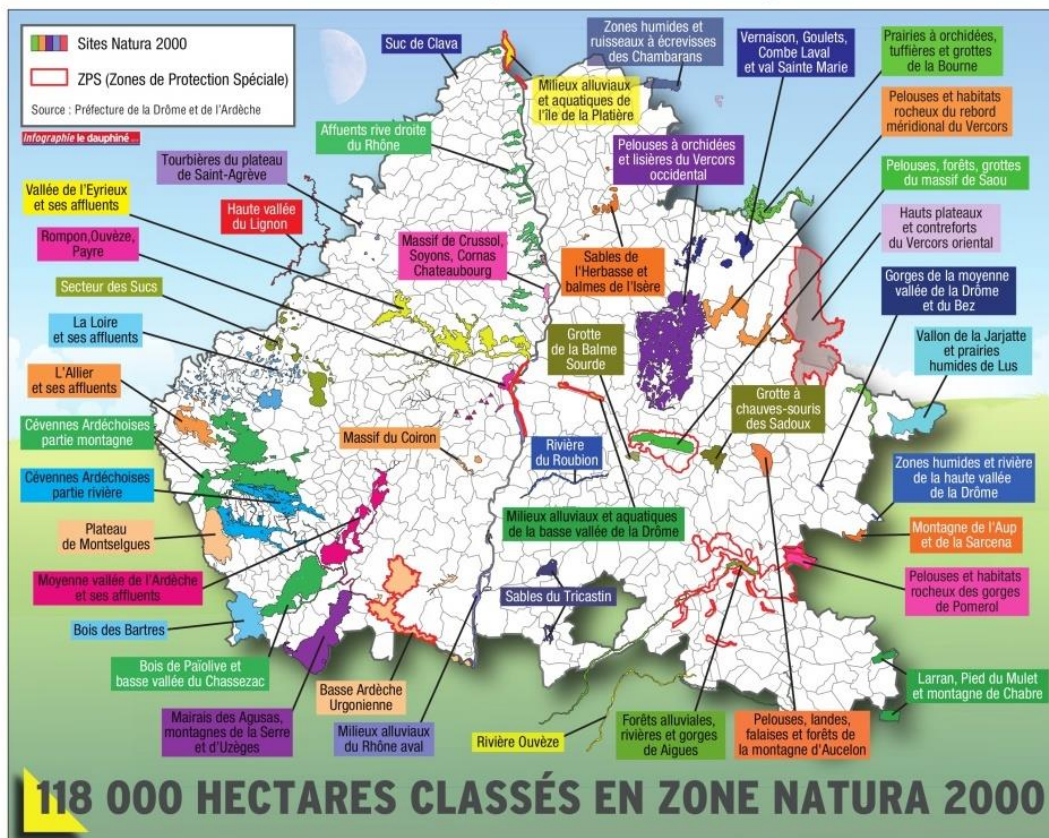 Sites Natura 2000
ZPS (Zones de Protection Spéciale)
Source : Préfecture de la Drôme et de l'Ardèche
Infographie le dauphiné
Suc de Clava
Zones humides et
ruisseaux à écrevisses
des Chambarans
Vernaison, Goulets,
Combe Laval
et val Sainte Marie
Prairies à orchidées,
tuffières et grottes
de la Bourne
Milieux alluviaux
et aquatiques de
l'île de la Platière
Pelouses et habitats
rocheux du rebord
méridional du Vercors
Affuents rive droite
du Rhône
Pelouses à orchidées
et lisières du Vercors
occidental
Tourbières du plateau
de Saint-Agrève
Pelouses, forêts, grottes
du massif de Saou
Vallée de l'Eyrieux
et ses affluents
Haute vallée
du Lignon
Hauts plateaux
et contreforts
du Vercors oriental
Rompon,Ouvèze,
Payre
Massif de Crussol,
Soyons, Cornas
Chateaubourg
Sables de
l'Herbasse et
balmes de l'Isère
Gorges de la moyenne
vallée de la Drôme
et du Bez
Secteur des Sucs
La Loire
et ses affluents
Grotte
de la Balme
Sourde
Vallon de la Jarjatte
et prairies
humides de Lus
L'Allier
et ses affluents
Grotte à
chauves-souris
des Sadoux
Cévennes Ardéchoises
partie montagne
Massif du Coiron
Rivière
du Roubion
Zones humides et rivière
de la haute vallée
de la Drôme
Cévennes Ardéchoises
partie rivière
Milieux alluviaux et aquatiques
de la basse vallée de la Drôme
Plateau
de Montselgues
Montagne de l'Aup
et de la Sarcena
Moyenne vallée de l'Ardèche
et ses affluents
Pelouses et habitats
rocheux des gorges
de Pomerol
Sables du Tricastin
Bois des Bartres
Bois de Païolive et
basse vallée du Chassezac
Larran, Pied du Mulet
et montagne de Chabre
Basse Ardèche
Urgonienne
Mairais des Agusas,
montagnes de la Serre
et d'Uzèges
Milieux alluviaux
du Rhône aval
Rivière Ouvèze
Forêts alluviales,
rivières et gorges
de Aigues
Pelouses, landes,
falaises et forêts de
la montagne d'Aucelon
118 000 HECTARES CLASSÉS EN ZONE NATURA 2000